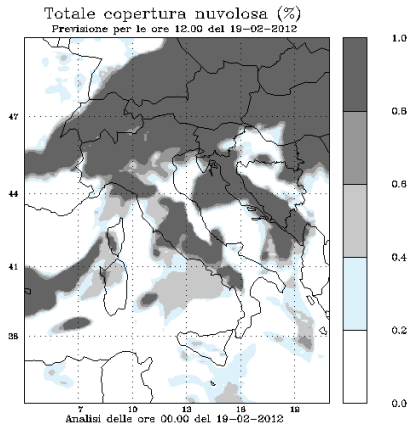 Totale copertura nuvolosa (%)
Previsione per le ore 12.00 del 19-02-2012
1.0
47
0.8
44
0.6
41
0.4
38
0.2
0.0
7 10 13 16 19
Analisi delle ore 00.00 del 19-02-2012